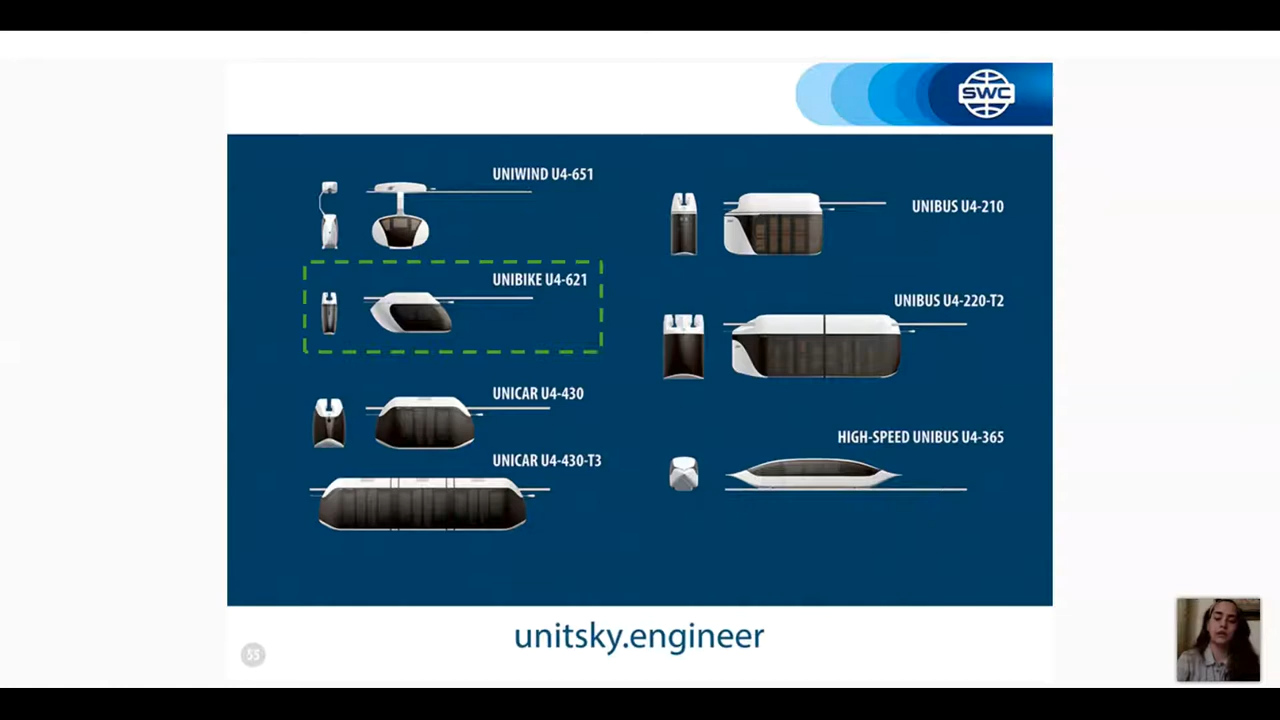 SWC
UNIWIND U4-651
UNIBIKE U4-621
UNICAR U4-430
UNICAR U4-430-T3
UNIBUS U4-210
UNIBUS U4-220-T2
HIGH-SPEED UNIBUS U4-365
unitsky.engineer
55